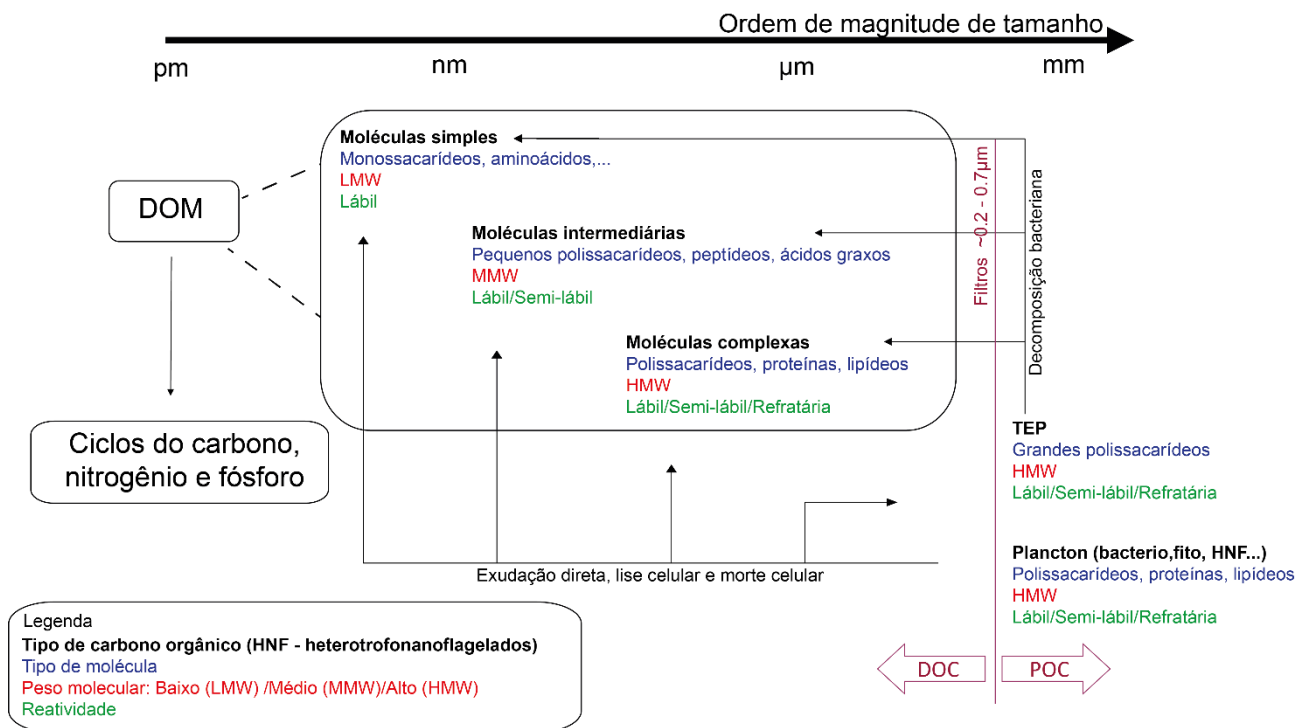 Ordem de magnitude de tamanho
pm
nm
µm
mm
Moléculas simples
Monossacarídeos, aminoácidos,...
LMW
Lábil
DOM
Moléculas intermediárias
Pequenos polissacarídeos, peptídeos, ácidos graxos
MMW
Lábil/Semi-lábil
Moléculas complexas
Polissacarídeos, proteínas, lipídeos
HMW
Lábil/Semi-lábil/Refratária
Filtros ~0.2 - 0.7µm
Decomposição bacteriana
Ciclos do carbono,
nitrogênio e fósforo
TEP
Grandes polissacarídeos
HMW
Lábil/Semi-lábil/Refratária
Exudação direta, lise celular e morte celular
Plancton (bacterio,fito, HNF...)
Polissacarídeos, proteínas, lipídeos
HMW
Lábil/Semi-lábil/Refratária
DOC
POC
Legenda
Tipo de carbono orgânico (HNF - heterotrofonanoflagelados)
Tipo de molécula
Peso molecular: Baixo (LMW) /Médio (MMW)/Alto (HMW)
Reatividade